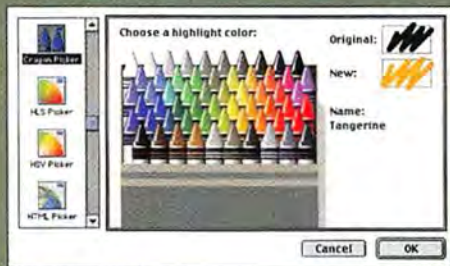 Crayon Picker
HLS Picker
HSV Picker
HTML Picker
Choose a highlight color:
Original:
New:
Name:
Tangerine
Cancel
OK